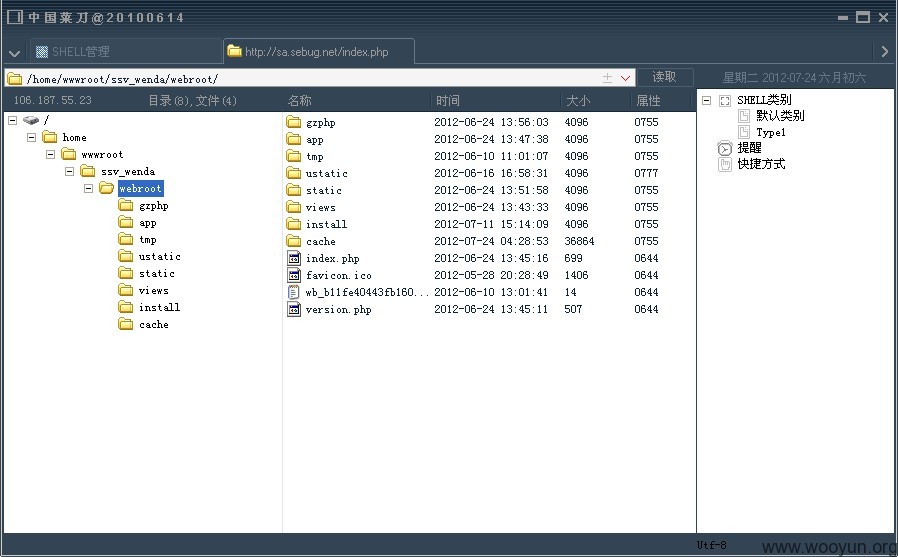 中国菜刀@20100614
SHELL管理
http://sa.sebug.net/index.php
/home/wwwroot/ssv_wenda/webroot/
读取
星期二 2012-07-24 六月初六
106.187.55.23 目录(8),文件(4)
名称 时间 大小 属性
/
home
wwwroot
ssv_wenda
webroot
gzphp
app
tmp
ustatic
static
views
install
cache
gzphp 2012-06-24 13:56:03 4096 0755
app 2012-06-24 13:47:38 4096 0755
tmp 2012-06-10 11:01:07 4096 0755
ustatic 2012-06-16 16:58:31 4096 0777
static 2012-06-24 13:51:58 4096 0755
views 2012-06-24 13:43:33 4096 0755
install 2012-07-11 15:14:09 4096 0755
cache 2012-07-24 04:28:53 36864 0755
index.php 2012-06-24 13:45:16 699 0644
favicon.ico 2012-05-28 20:28:49 1406 0644
wb_b11fe40443fb160... 2012-06-10 13:01:41 14 0644
version.php 2012-06-24 13:45:11 507 0644
SHELL类别
默认类别
Type1
提醒
快捷方式
Utf-8
www.wooyun.org